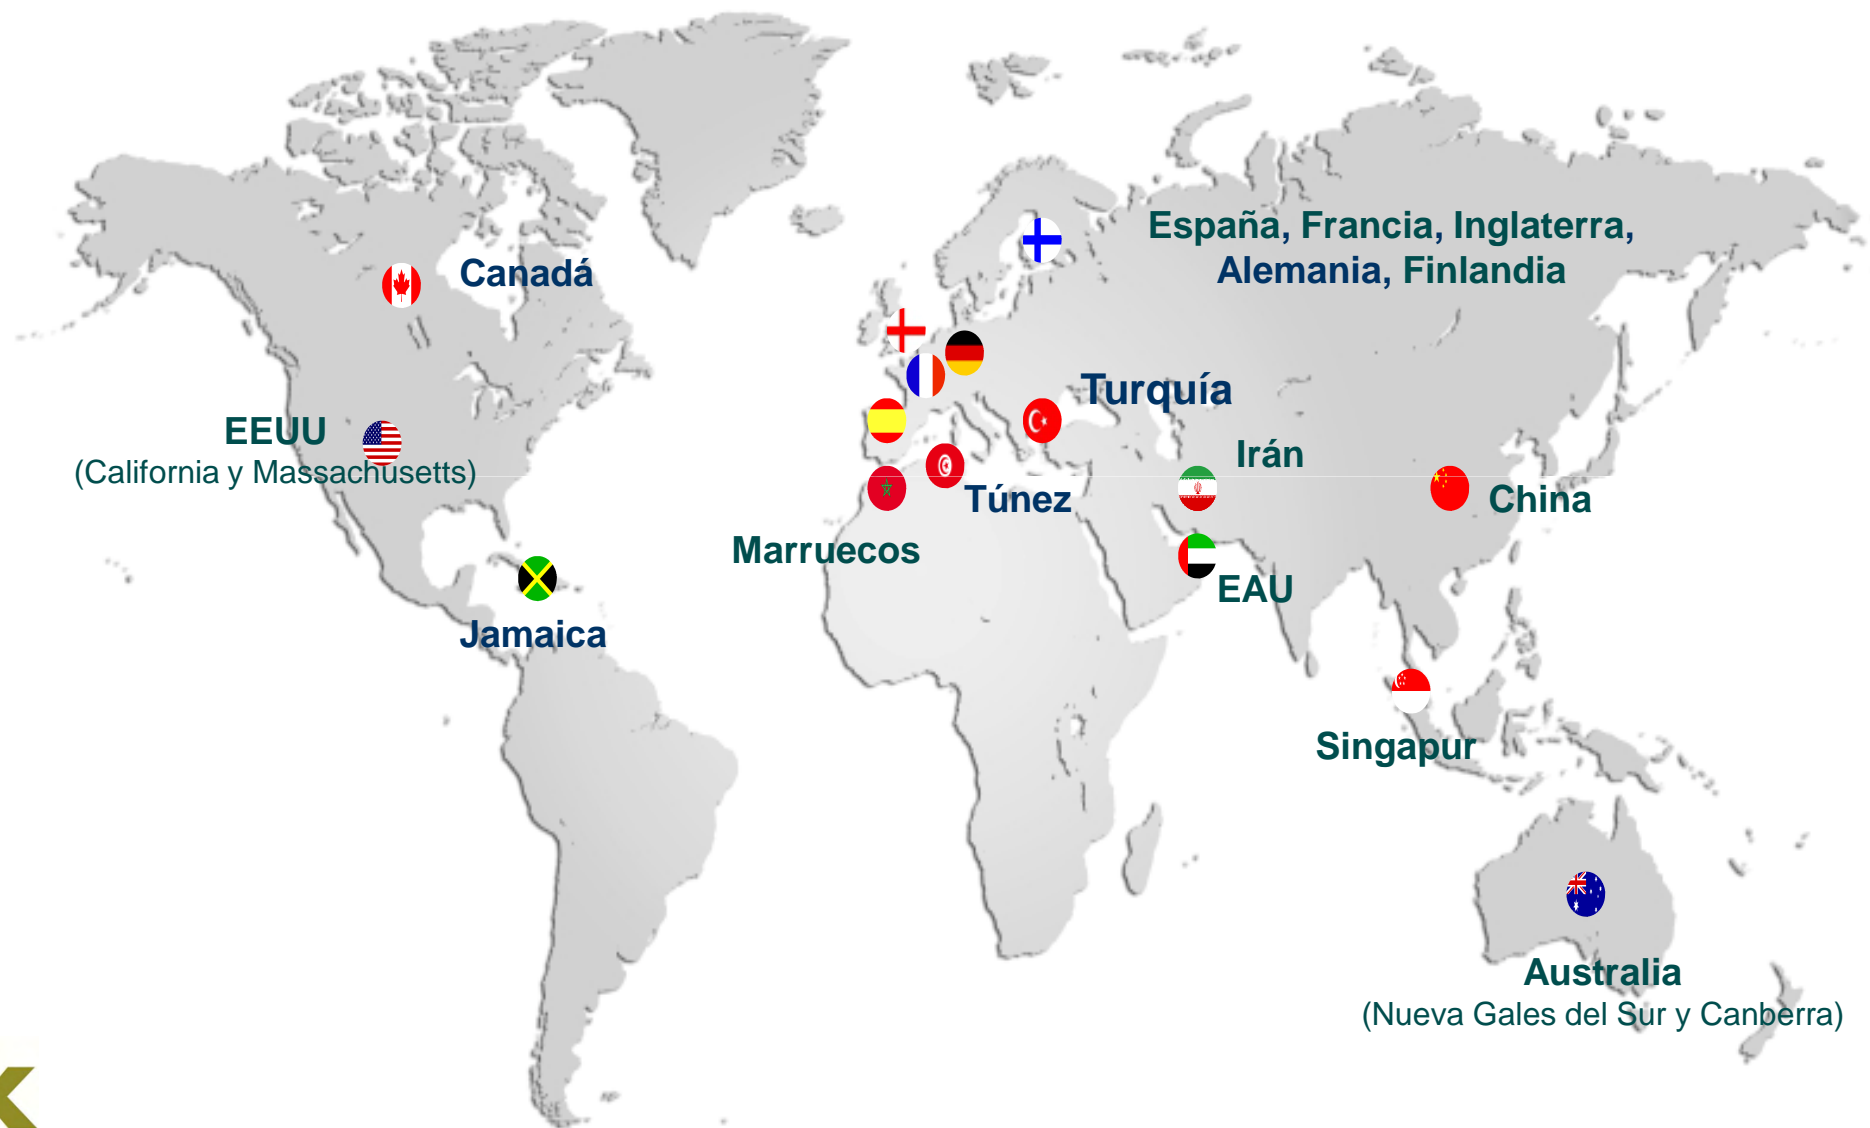 España, Francia, Inglaterra,
Alemania, Finlandia
Canadá
Turquía
EEUU
(California y Massachusetts)
Irán
Túnez
China
Marruecos
EAU
Jamaica
Singapur
Australia
(Nueva Gales del Sur y Canberra)